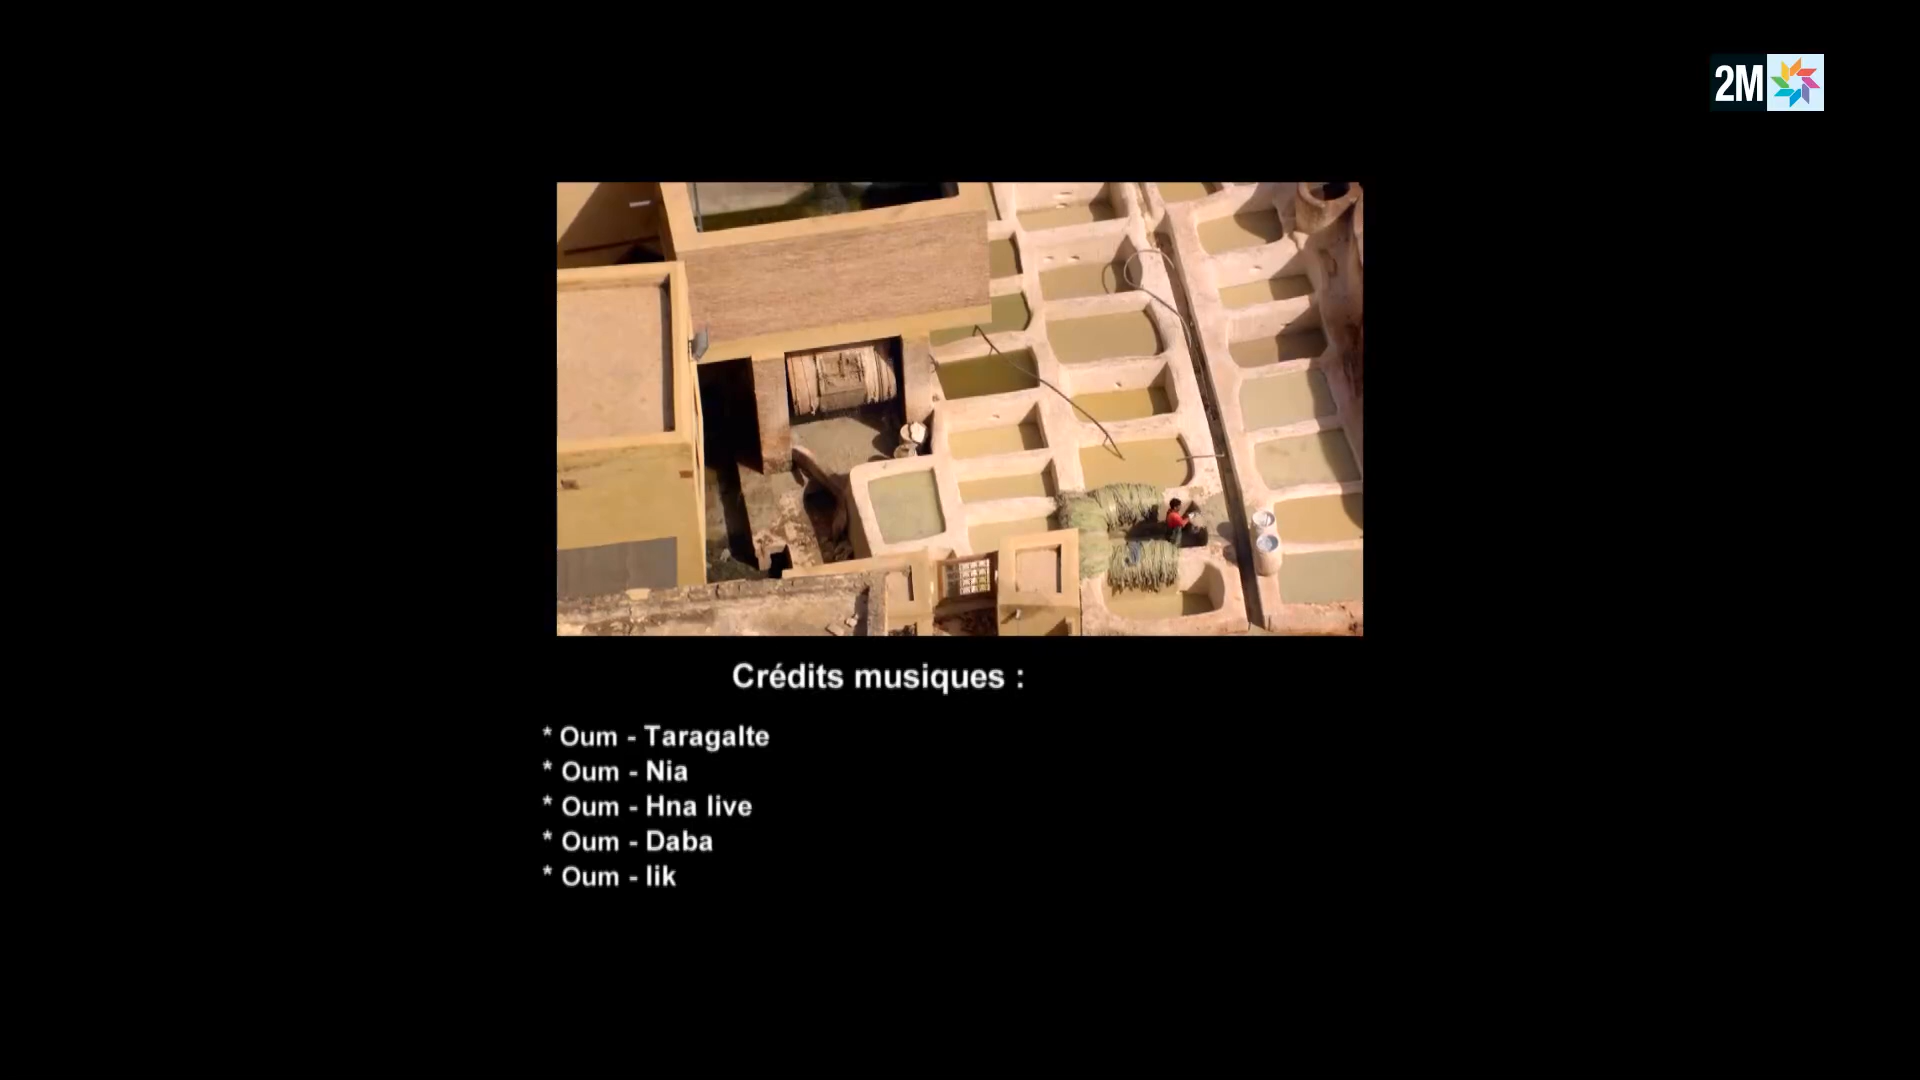 2M
Crédits musiques :
* Oum - Taragalte
* Oum - Nia
* Oum - Hna live
* Oum - Daba
* Oum - lik